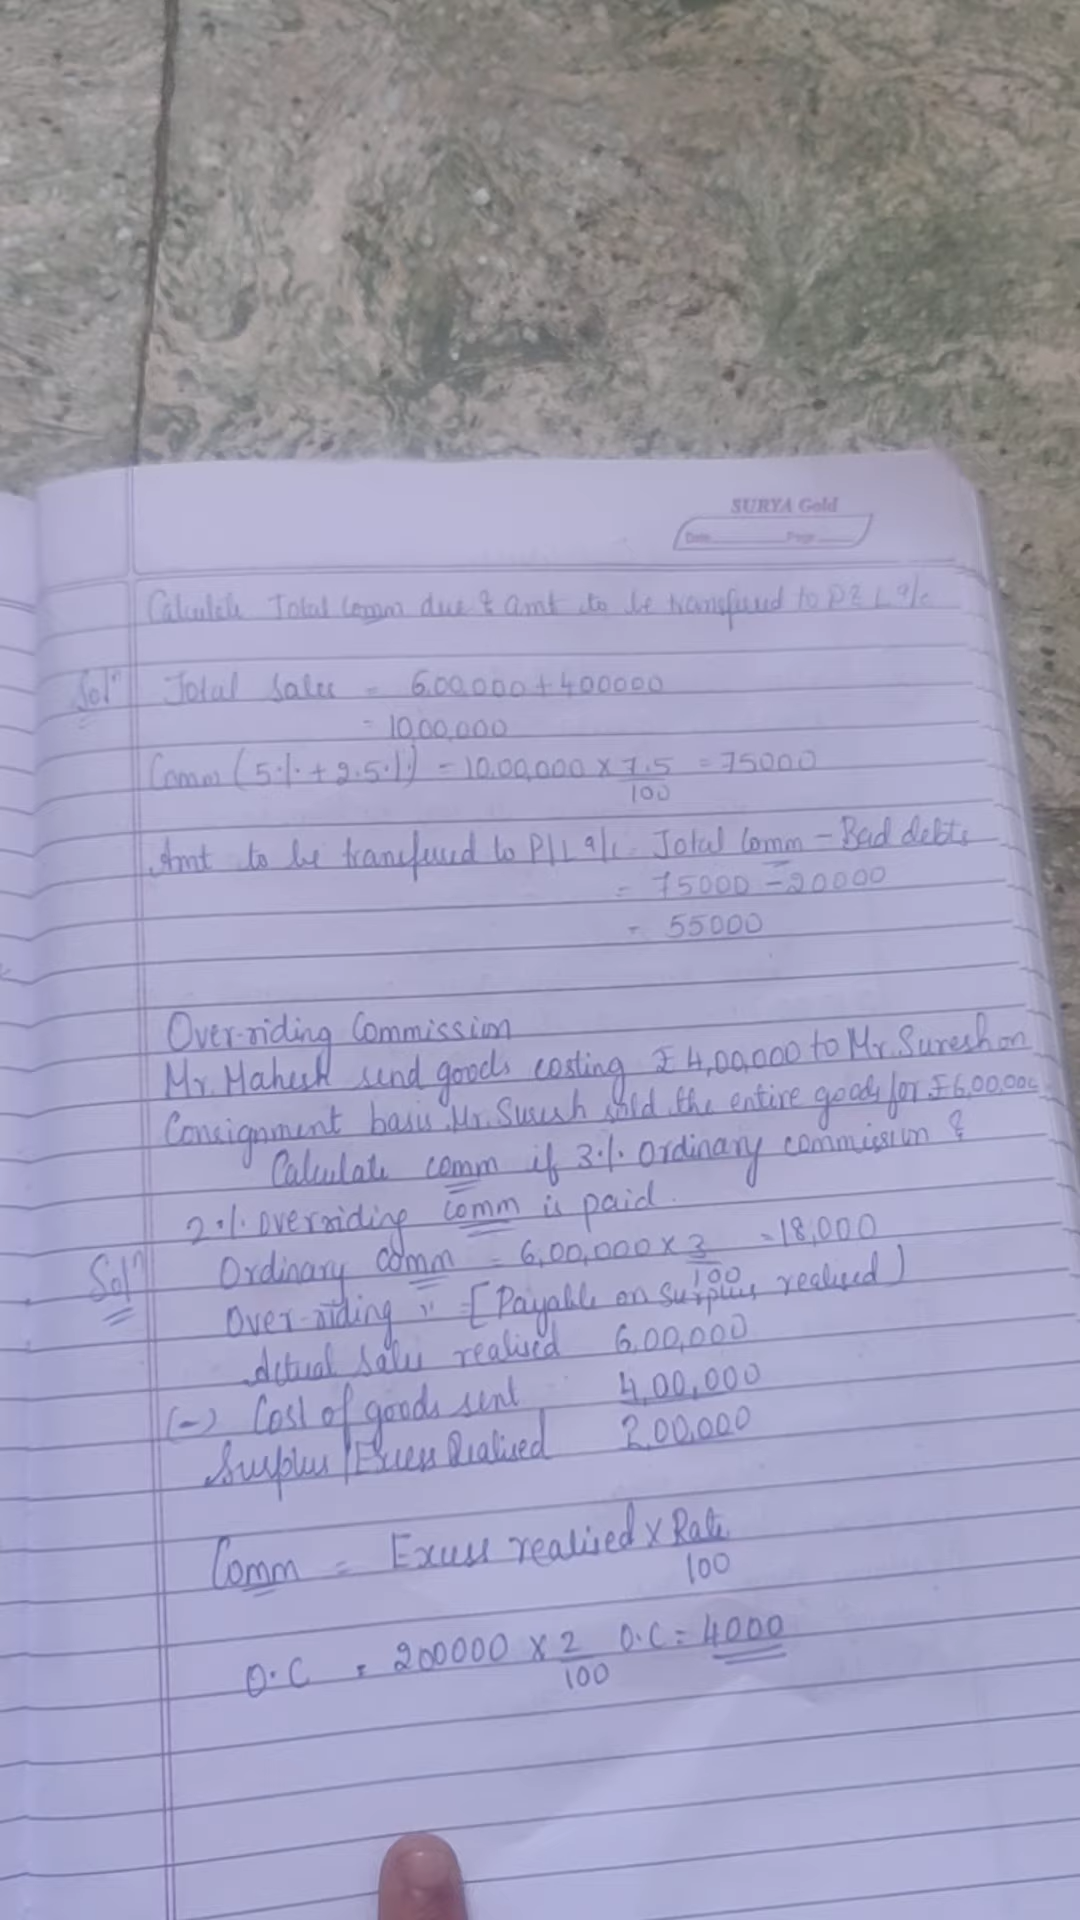 SURYA Gold
Date Page
Calculate Total Comm due & Amt to be transfered to P&L a/c
Solⁿ Total Sales = 6,00,000 + 400000
= 10,00,000
Comm (5% + 2.5%) = 10,00,000 × 7.5/100 = 75000
Amt to be transfered to P/L a/c = Total Comm - Bad debts
= 75000 - 20000
= 55000
Over-riding Commission
Mr. Mahesh send goods costing ₹ 4,00,000 to Mr. Suresh on
Consignment basis. Mr. Suresh sold the entire goods for ₹ 6,00,000
Calculate comm if 3% Ordinary commission &
2% overriding comm is paid.
Solⁿ Ordinary comm = 6,00,000 × 3/100 = 18,000
Over-riding " = [Payable on surplus realised]
Actual sales realised 6,00,000
(-) Cost of goods sent 4,00,000
Surplus / Excess Realised 2,00,000
Comm = Excess realised × Rate/100
O.C = 200000 × 2/100 O.C = 4000